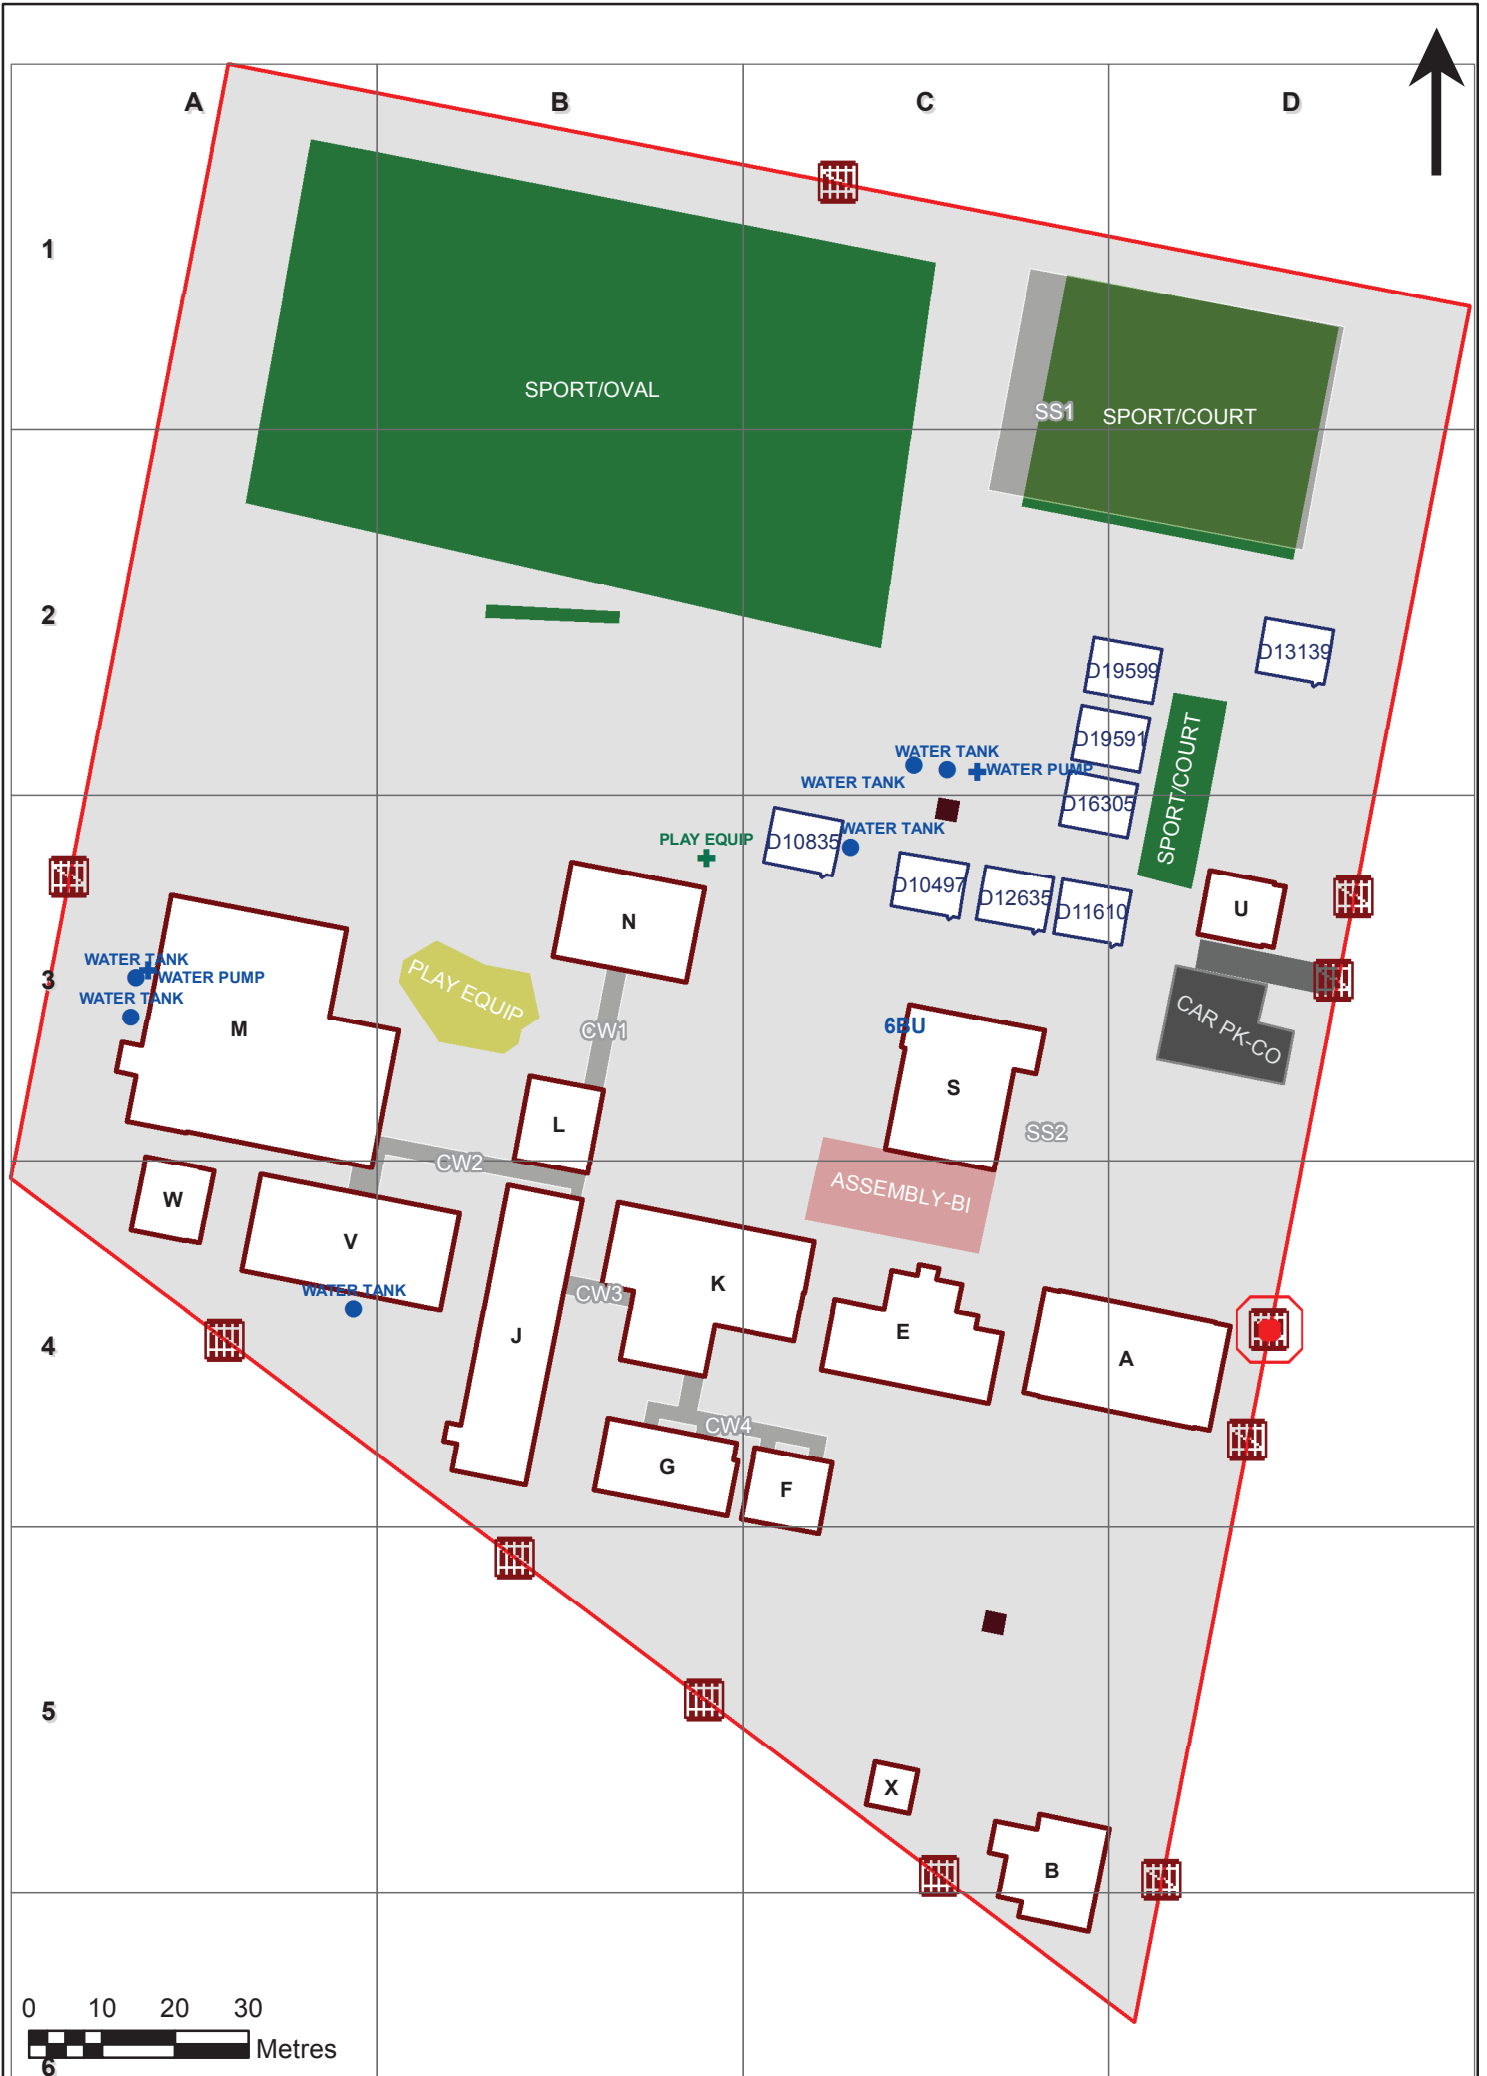 A
B
C
D
1
SPORT/OVAL
SS1
SPORT/COURT
2
D13139
D19599
D19591
SPORT/COURT
WATER TANK
WATER PUMP
WATER TANK
D16305
WATER TANK
PLAY EQUIP
D10835
D10497
D12635
D11610
U
N
WATER TANK
WATER PUMP
WATER TANK
3
PLAY EQUIP
M
CW1
6BU
CAR PK-CO
S
L
SS2
CW2
ASSEMBLY-BI
W
V
WATER TANK
K
CW3
J
E
A
4
CW4
G
F
5
X
B
0 10 20 30
Metres
6